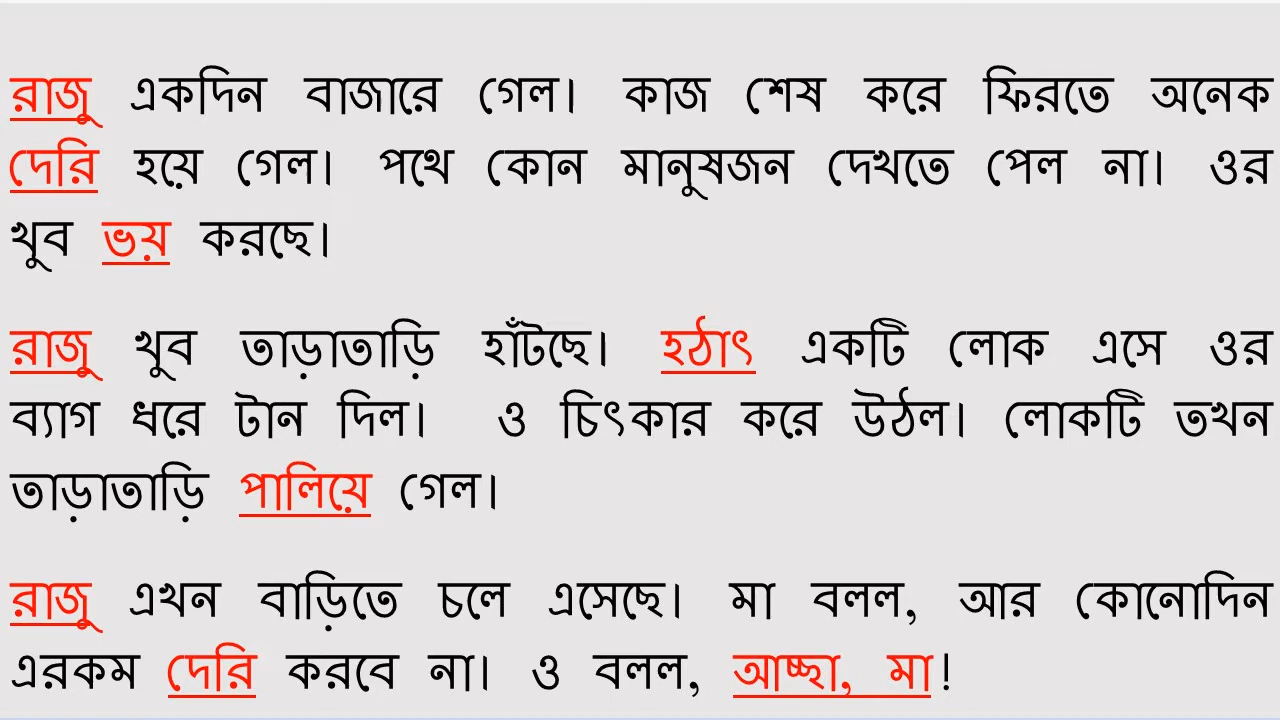 রাজু একদিন বাজারে গেল। কাজ শেষ করে ফিরতে অনেক
দেরি হয়ে গেল। পথে কোন মানুষজন দেখতে পেল না। ওর
খুব ভয় করছে।
রাজু খুব তাড়াতাড়ি হাঁটছে। হঠাৎ একটি লোক এসে ওর
ব্যাগ ধরে টান দিল। ও চিৎকার করে উঠল। লোকটি তখন
তাড়াতাড়ি পালিয়ে গেল।
রাজু এখন বাড়িতে চলে এসেছে। মা বলল, আর কোনোদিন
এরকম দেরি করবে না। ও বলল, আচ্ছা, মা!